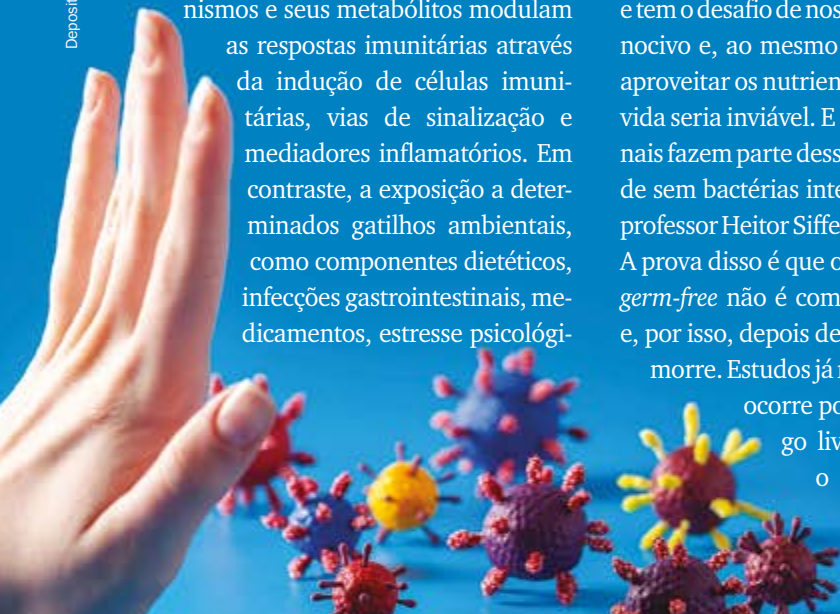 Deposit
nismos e seus metabólitos modulam
as respostas imunitárias através
da indução de células imuni-
tárias, vias de sinalização e
mediadores inflamatórios. Em
contraste, a exposição a deter-
minados gatilhos ambientais,
como componentes dietéticos,
infecções gastrointestinais, me-
dicamentos, estresse psicológi-
e tem o desafio de nos
nocivo e, ao mesmo
aproveitar os nutrien
vida seria inviável. E
nais fazem parte dess
de sem bactérias inte
professor Heitor Siffe
A prova disso é que o
germ-free não é com
e, por isso, depois de
morre. Estudos já
ocorre po
go liv
o